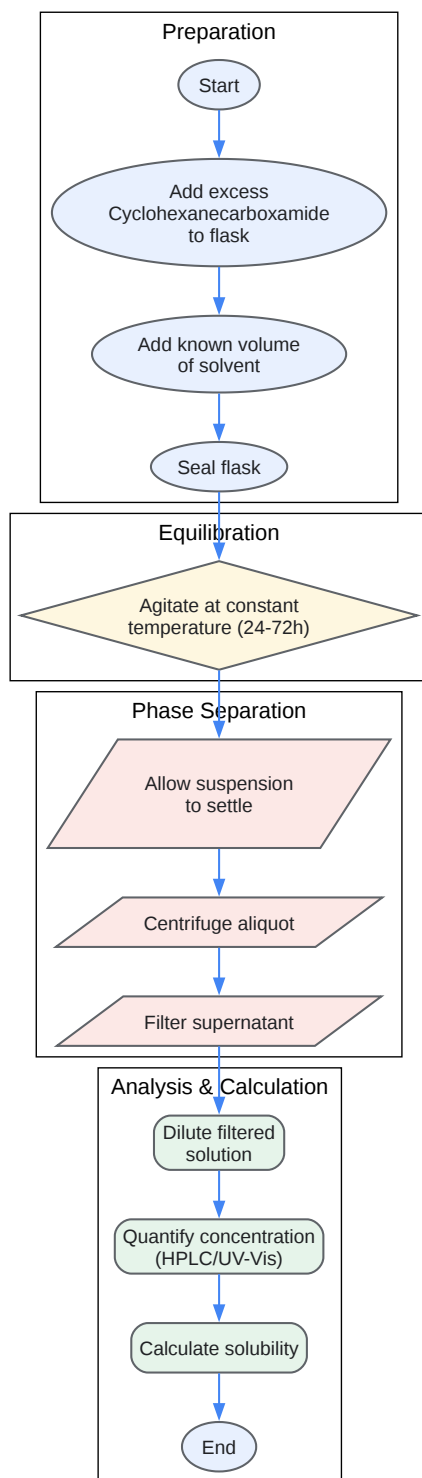 Preparation
Start
Add excess
Cyclohexanecarboxamide
to flask
Add known volume
of solvent
Seal flask
Equilibration
Agitate at constant
temperature (24-72h)
Phase Separation
Allow suspension
to settle
Centrifuge aliquot
Filter supernatant
Analysis & Calculation
Dilute filtered
solution
Quantify concentration
(HPLC/UV-Vis)
Calculate solubility
End